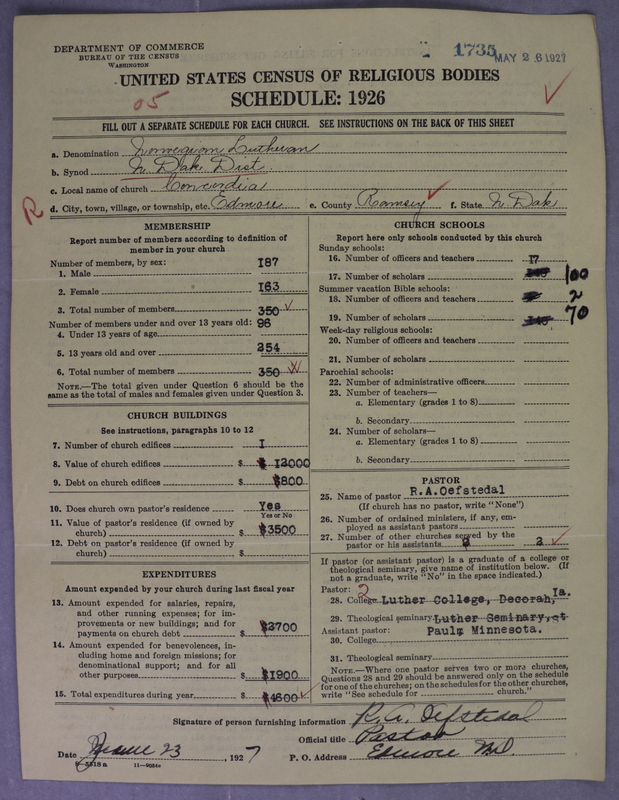 DEPARTMENT OF COMMERCE
BUREAU OF THE CENSUS
WASHINGTON
1735
MAY 26 1927
UNITED STATES CENSUS OF RELIGIOUS BODIES
SCHEDULE: 1926
05
FILL OUT A SEPARATE SCHEDULE FOR EACH CHURCH. SEE INSTRUCTIONS ON THE BACK OF THIS SHEET
a. Denomination Norwegian Lutheran
b. Synod N Dak Dist
c. Local name of church Concordia
d. City, town, village, or township, etc. Edmore e. County Ramsey f. State N Dak
R
MEMBERSHIP
Report number of members according to definition of
member in your church
Number of members, by sex:
1. Male 187
2. Female 163
3. Total number of members 350
Number of members under and over 13 years old:
4. Under 13 years of age 96
5. 13 years old and over 254
6. Total number of members 350
NOTE.—The total given under Question 6 should be
same as the total of males and females given under Question 3.
CHURCH BUILDINGS
See instructions, paragraphs 10 to 12
7. Number of church edifices 1
8. Value of church edifices $ 12000
9. Debt on church edifices $ $800
10. Does church own pastor's residence Yes
Yes or No
11. Value of pastor's residence (if owned by
church) $ $3500
12. Debt on pastor's residence (if owned by
church) $
EXPENDITURES
Amount expended by your church during last fiscal year
13. Amount expended for salaries, repairs,
and other running expenses; for im-
provements or new buildings; and for
payments on church debt $ $2700
14. Amount expended for benevolences, in-
cluding home and foreign missions; for
denominational support; and for all
other purposes $ $1900
15. Total expenditures during year $ $4600
CHURCH SCHOOLS
Report here only schools conducted by this church
Sunday schools:
16. Number of officers and teachers 17
17. Number of scholars 100
Summer vacation Bible schools:
18. Number of officers and teachers 2
19. Number of scholars 70
Week-day religious schools:
20. Number of officers and teachers
21. Number of scholars
Parochial schools:
22. Number of administrative officers
23. Number of teachers—
a. Elementary (grades 1 to 8)
b. Secondary
24. Number of scholars—
a. Elementary (grades 1 to 8)
b. Secondary
PASTOR
25. Name of pastor R.A.Oefstedal
(If church has no pastor, write "None")
26. Number of ordained ministers, if any, em-
ployed as assistant pastors
27. Number of other churches served by the
pastor or his assistants 2
If pastor (or assistant pastor) is a graduate of a college or
theological seminary, give name of institution below. (If
not a graduate, write "No" in the space indicated.)
Pastor: 2
28. College Luther College, Decorah, Ia.
29. Theological seminary Luther Seminary, St
Assistant pastor: Paul, Minnesota.
30. College
31. Theological seminary
NOTE.—Where one pastor serves two or more churches,
Questions 28 and 29 should be answered only on the schedule
for one of the churches; on the schedules for the other churches,
write "See schedule for church."
Signature of person furnishing information R. A. Oefstedal
Official title Pastor
Date 23, 1927 P. O. Address Edmore N.D.
11—9034